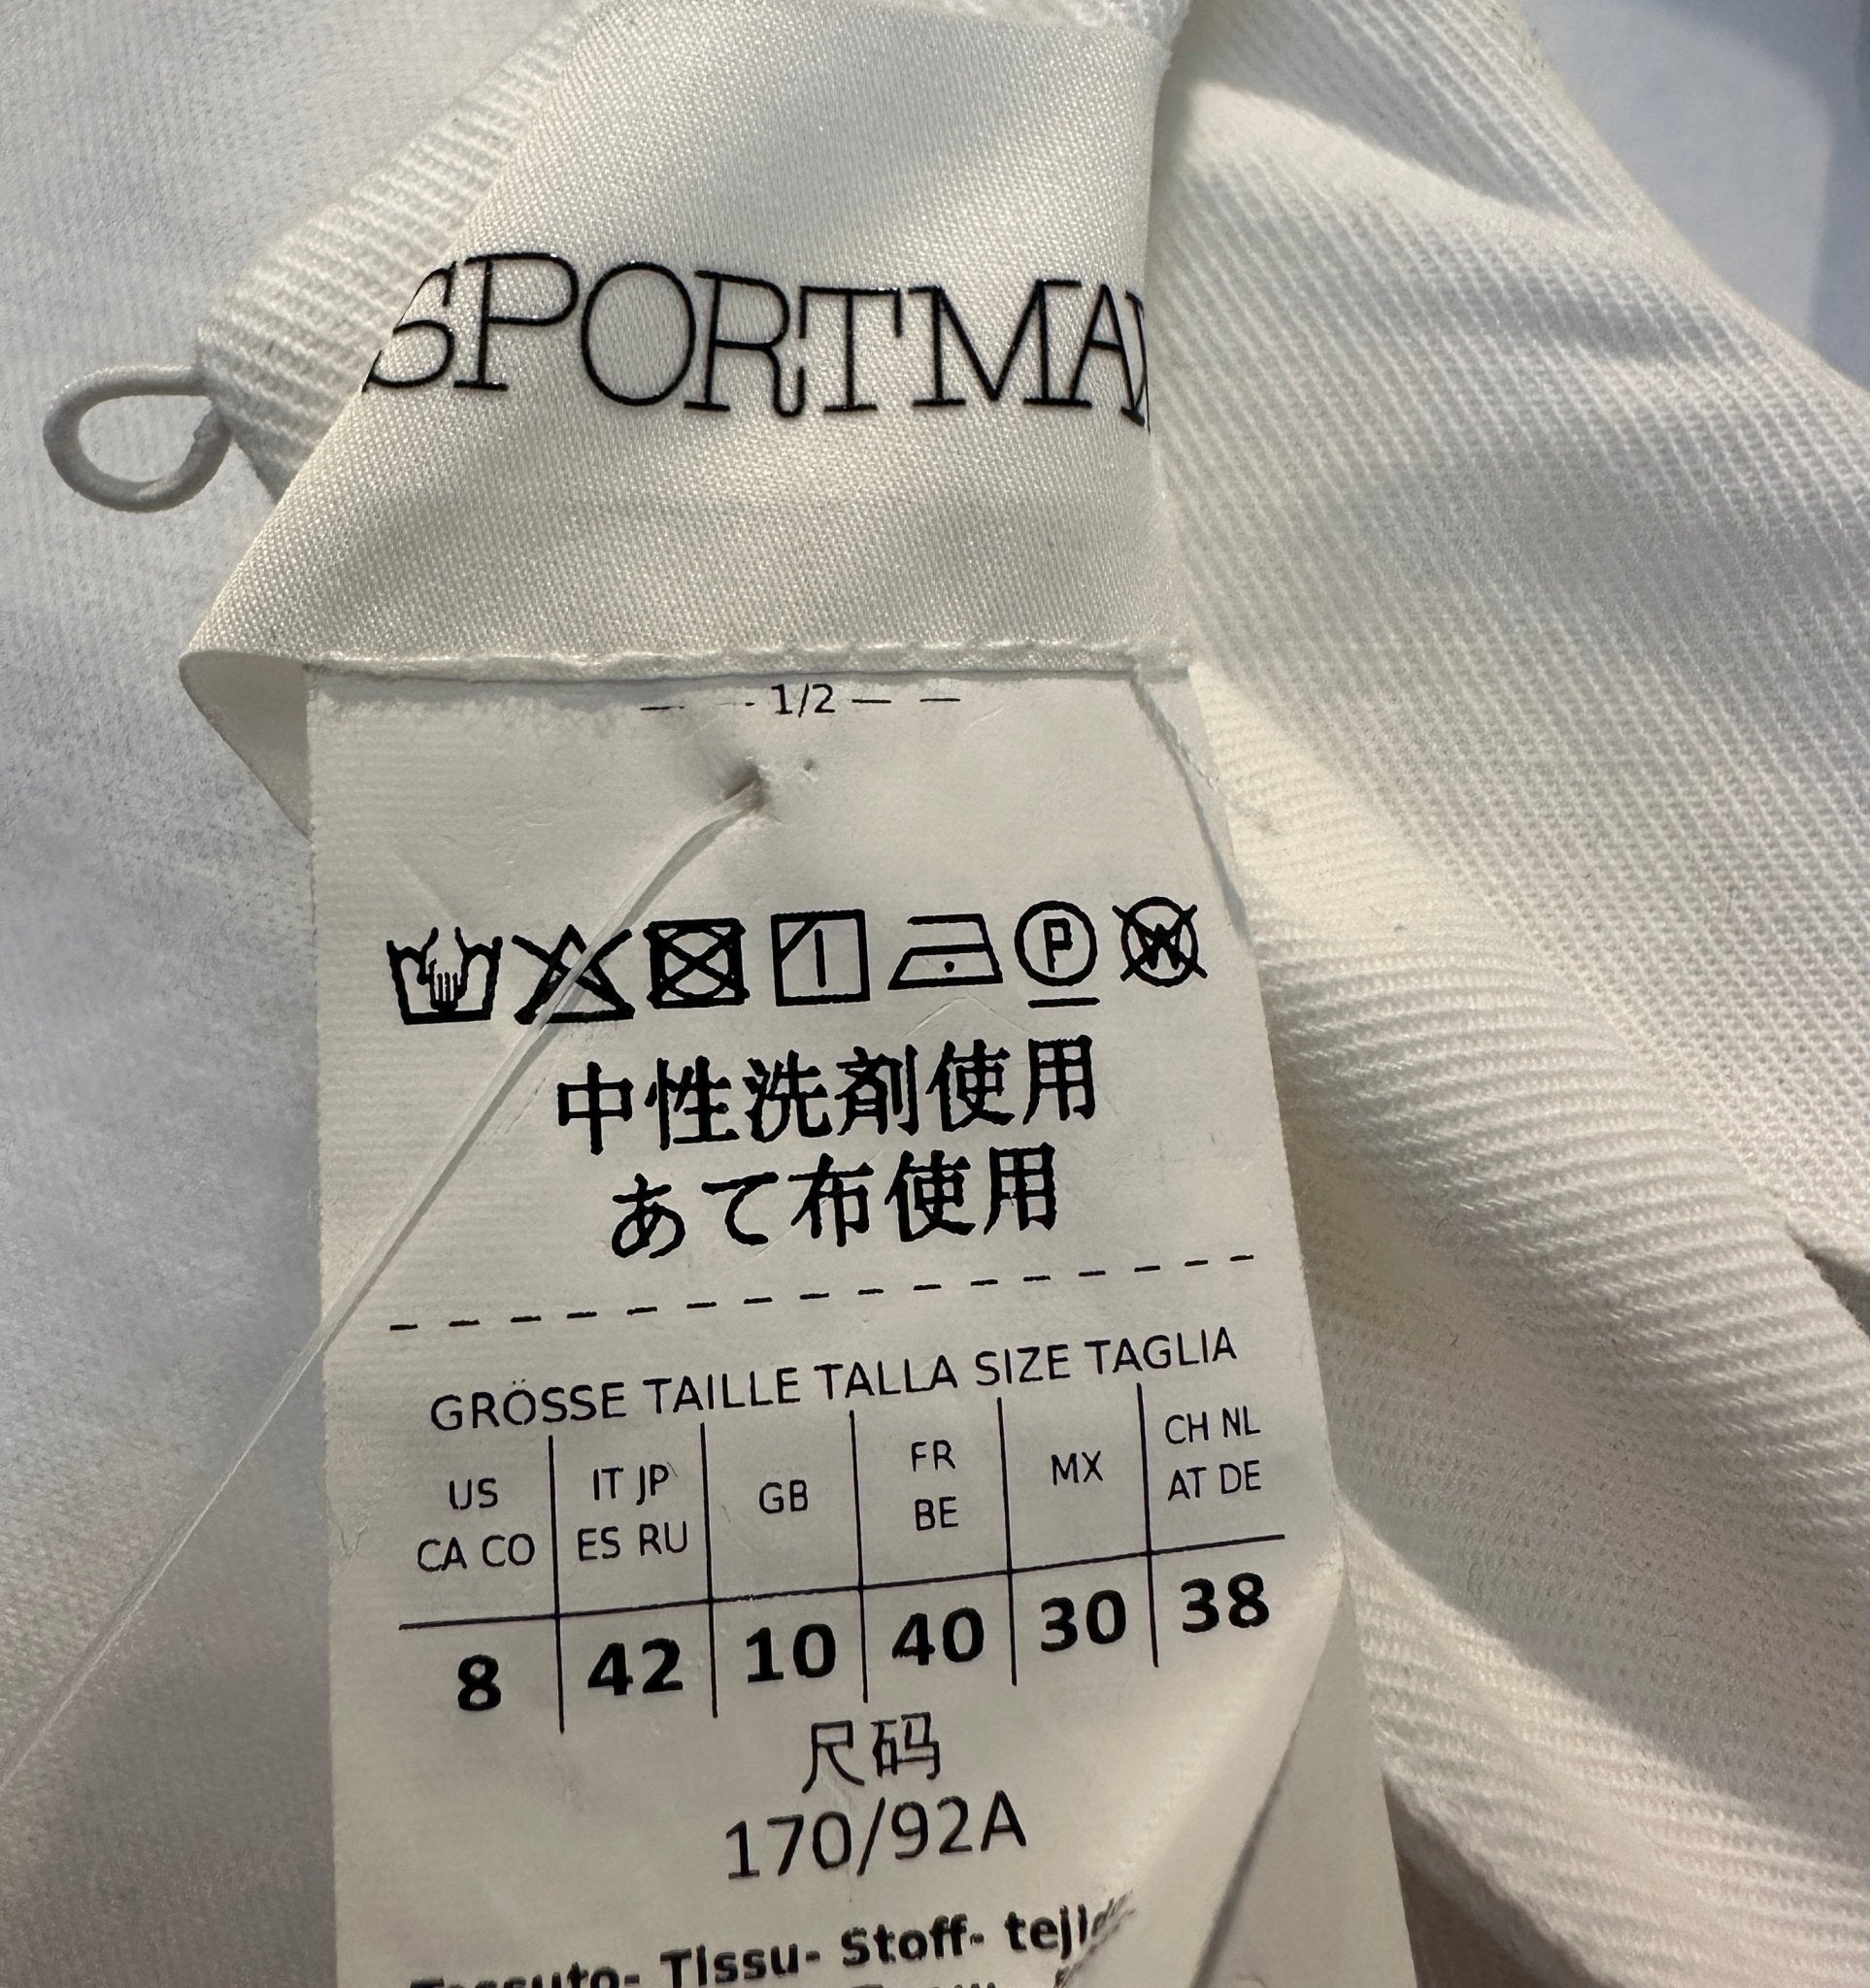 SPORTMAX
1/2
P
W
中性洗剤使用
あて布使用
GRÖSSE TAILLE TALLA SIZE TAGLIA
US CA CO
IT JP ES RU
GB
FR BE
MX
CH NL AT DE
8 42 10 40 30 38
尺码
170/92A
Tissu- Stoff-